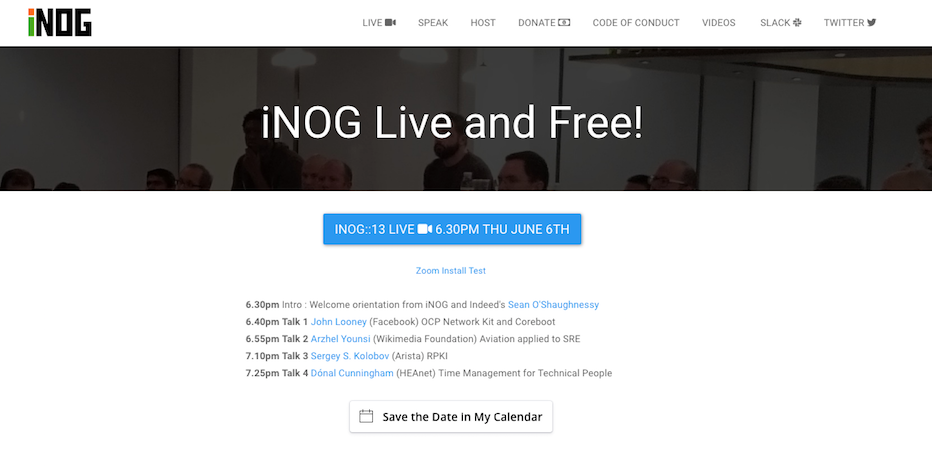 iNOG
LIVE SPEAK HOST DONATE CODE OF CONDUCT VIDEOS SLACK TWITTER
iNOG Live and Free!
INOG::13 LIVE 6.30PM THU JUNE 6TH
Zoom Install Test
6.30pm Intro : Welcome orientation from iNOG and Indeed's Sean O'Shaughnessy
6.40pm Talk 1 John Looney (Facebook) OCP Network Kit and Coreboot
6.55pm Talk 2 Arzhel Younsi (Wikimedia Foundation) Aviation applied to SRE
7.10pm Talk 3 Sergey S. Kolobov (Arista) RPKI
7.25pm Talk 4 Dónal Cunningham (HEAnet) Time Management for Technical People
Save the Date in My Calendar